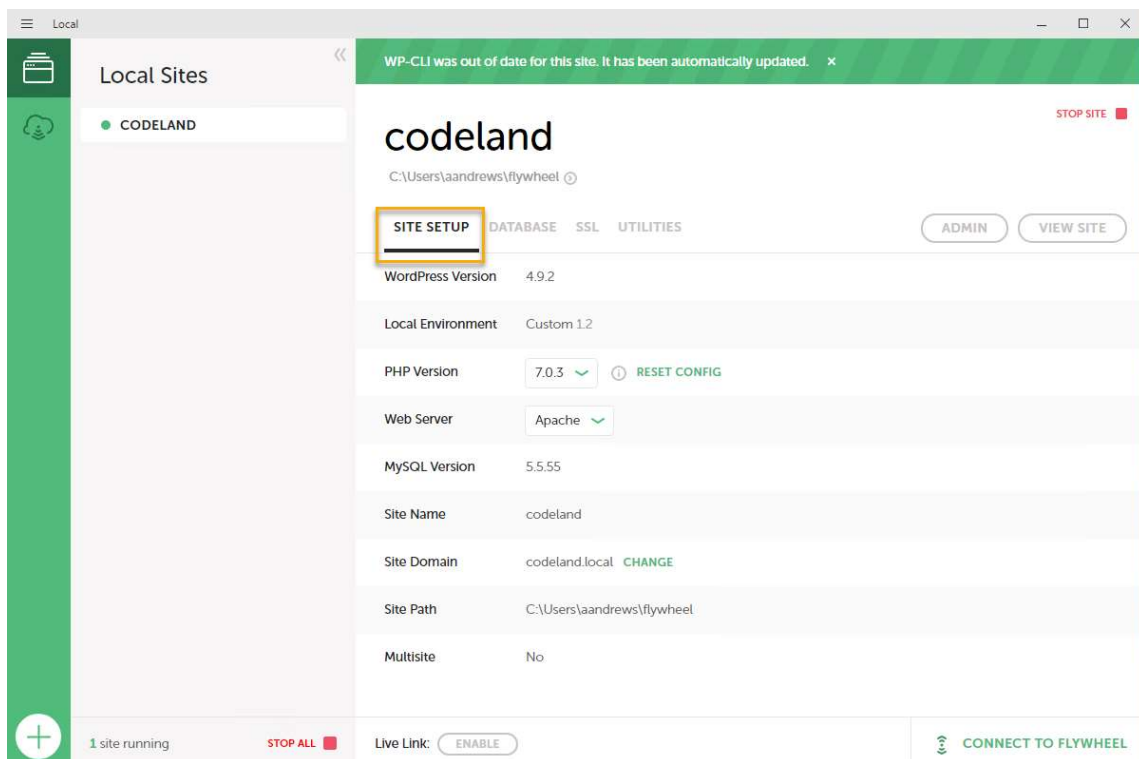 Local
Local Sites
CODELAND
WP-CLI was out of date for this site. It has been automatically updated. ×
STOP SITE
codeland
C:\Users\aandrews\flywheel
SITE SETUP DATABASE SSL UTILITIES ADMIN VIEW SITE
WordPress Version 4.9.2
Local Environment Custom 1.2
PHP Version 7.0.3 RESET CONFIG
Web Server Apache
MySQL Version 5.5.55
Site Name codeland
Site Domain codeland.local CHANGE
Site Path C:\Users\aandrews\flywheel
Multisite No
1 site running STOP ALL Live Link: ENABLE CONNECT TO FLYWHEEL